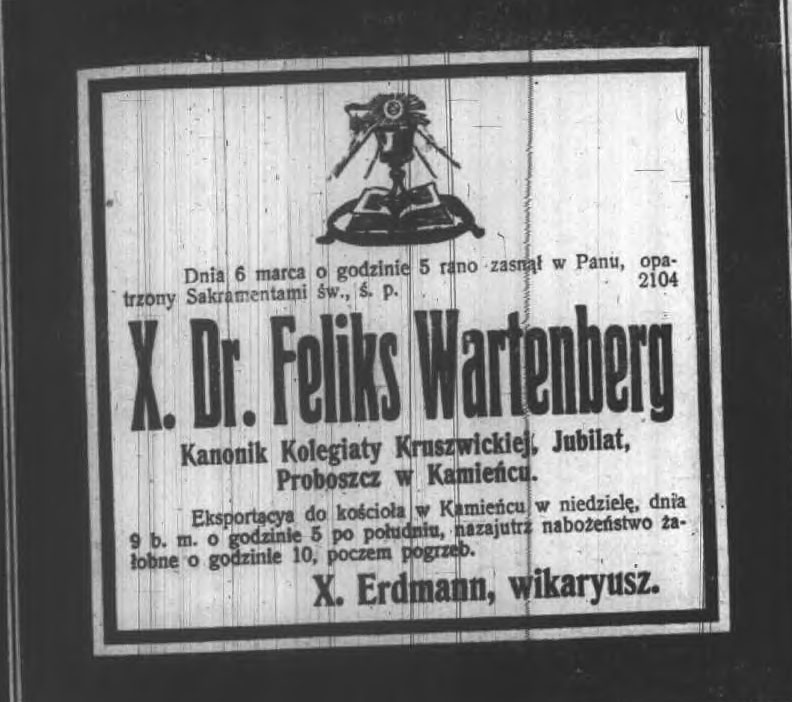 Dnia 6 marca o godzinie 5 rano zasnął w Panu, opa-
trzony Sakramentami św., ś. p. 2104
X. Dr. Feliks Wartenberg
Kanonik Kolegiaty Kruszwickiej, Jubilat,
Proboszcz w Kamieńcu.
Eksportacya do kościoła w Kamieńcu w niedzielę, dnia
9 b. m. o godzinie 5 po południu, nazajutrz nabożeństwo ża-
łobne o godzinie 10, poczem pogrzeb.
X. Erdmann, wikaryusz.